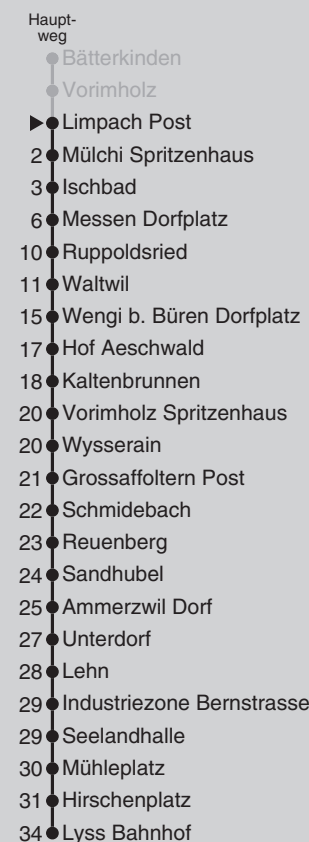 Haupt-
weg
Bätterkinden
Vorimholz
Limpach Post
2 Mülchi Spritzenhaus
3 Ischbad
6 Messen Dorfplatz
10 Ruppoldsried
11 Waltwil
15 Wengi b. Büren Dorfplatz
17 Hof Aeschwald
18 Kaltenbrunnen
20 Vorimholz Spritzenhaus
20 Wysserain
21 Grossaffoltern Post
22 Schmidebach
23 Reuenberg
24 Sandhubel
25 Ammerzwil Dorf
27 Unterdorf
28 Lehn
29 Industriezone Bernstrasse
29 Seelandhalle
30 Mühleplatz
31 Hirschenplatz
34 Lyss Bahnhof